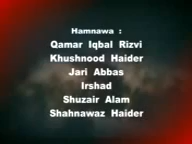 Hamnawa :
Qamar Iqbal Rizvi
Khushnood Haider
Jari Abbas
Irshad
Shuzair Alam
Shahnawaz Haider